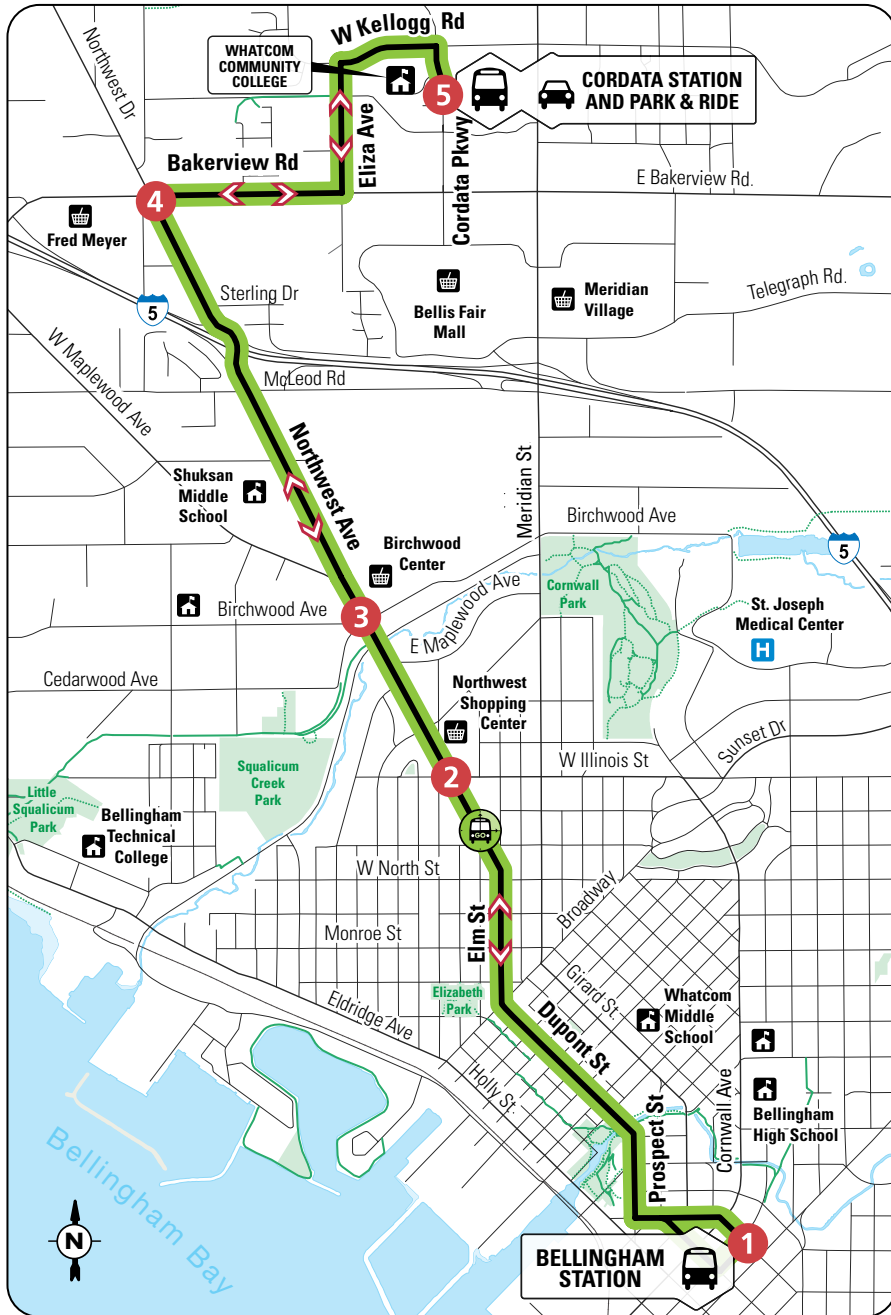 W Kellogg Rd
Northwest Dr
WHATCOM
COMMUNITY
COLLEGE
5
CORDATA STATION
AND PARK & RIDE
Bakerview Rd
Eliza Ave
Cordata Pkwy
E Bakerview Rd.
4
Fred Meyer
Sterling Dr
Bellis Fair
Mall
Meridian
Village
Telegraph Rd.
5
W Maplewood Ave
McLeod Rd
Northwest Ave
Meridian St
Shuksan
Middle
School
Birchwood
Center
Birchwood Ave
5
Cornwall
Park
St. Joseph
Medical Center
H
Birchwood Ave
3
E Maplewood Ave
Cedarwood Ave
Northwest
Shopping
Center
Sunset Dr
W Illinois St
2
Squalicum
Creek
Park
Little
Squalicum
Park
Bellingham
Technical
College
GO
W North St
Broadway
Elm St
Monroe St
Girard St.
Elizabeth
Park
Dupont St
Whatcom
Middle
School
Eldridge Ave
Holly St.
Prospect St
Cornwall Ave
Bellingham
High School
Bellingham Bay
N
1
BELLINGHAM
STATION